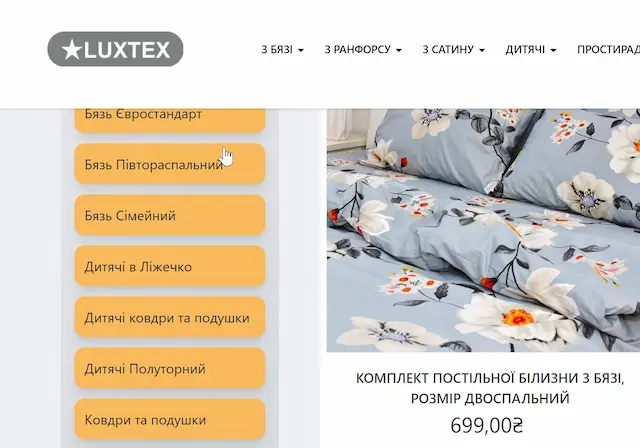 ★LUXTEX
З БЯЗІ
З РАНФОРСУ
З САТИНУ
ДИТЯЧІ
ПРОСТИРАД
Бязь Євростандарт
Бязь Півтораспальний
Бязь Сімейний
Дитячі в Ліжечко
Дитячі ковдри та подушки
Дитячі Полуторний
Ковдри та подушки
КОМПЛЕКТ ПОСТІЛЬНОЇ БІЛИЗНИ З БЯЗІ,
РОЗМІР ДВОСПАЛЬНИЙ
699,00₴